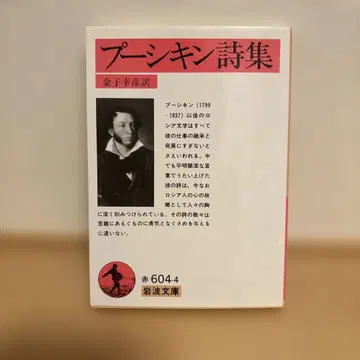 プーシキン詩集
金子幸彦訳
プーシキン(1799
-1837)以後のロ
シア文学はすべて
彼の仕事の継承と
発展にすぎないと
さえいわれる。中
でも平明簡潔な言
葉でうたい上げた
彼の詩は、今なお
ロシア人の心の故
郷として人々の胸
に深く刻みつけられている。その詩の数々は
苦難にあえぐものに勇気となぐさめを与える
に違いない。
赤 604-4
岩波文庫